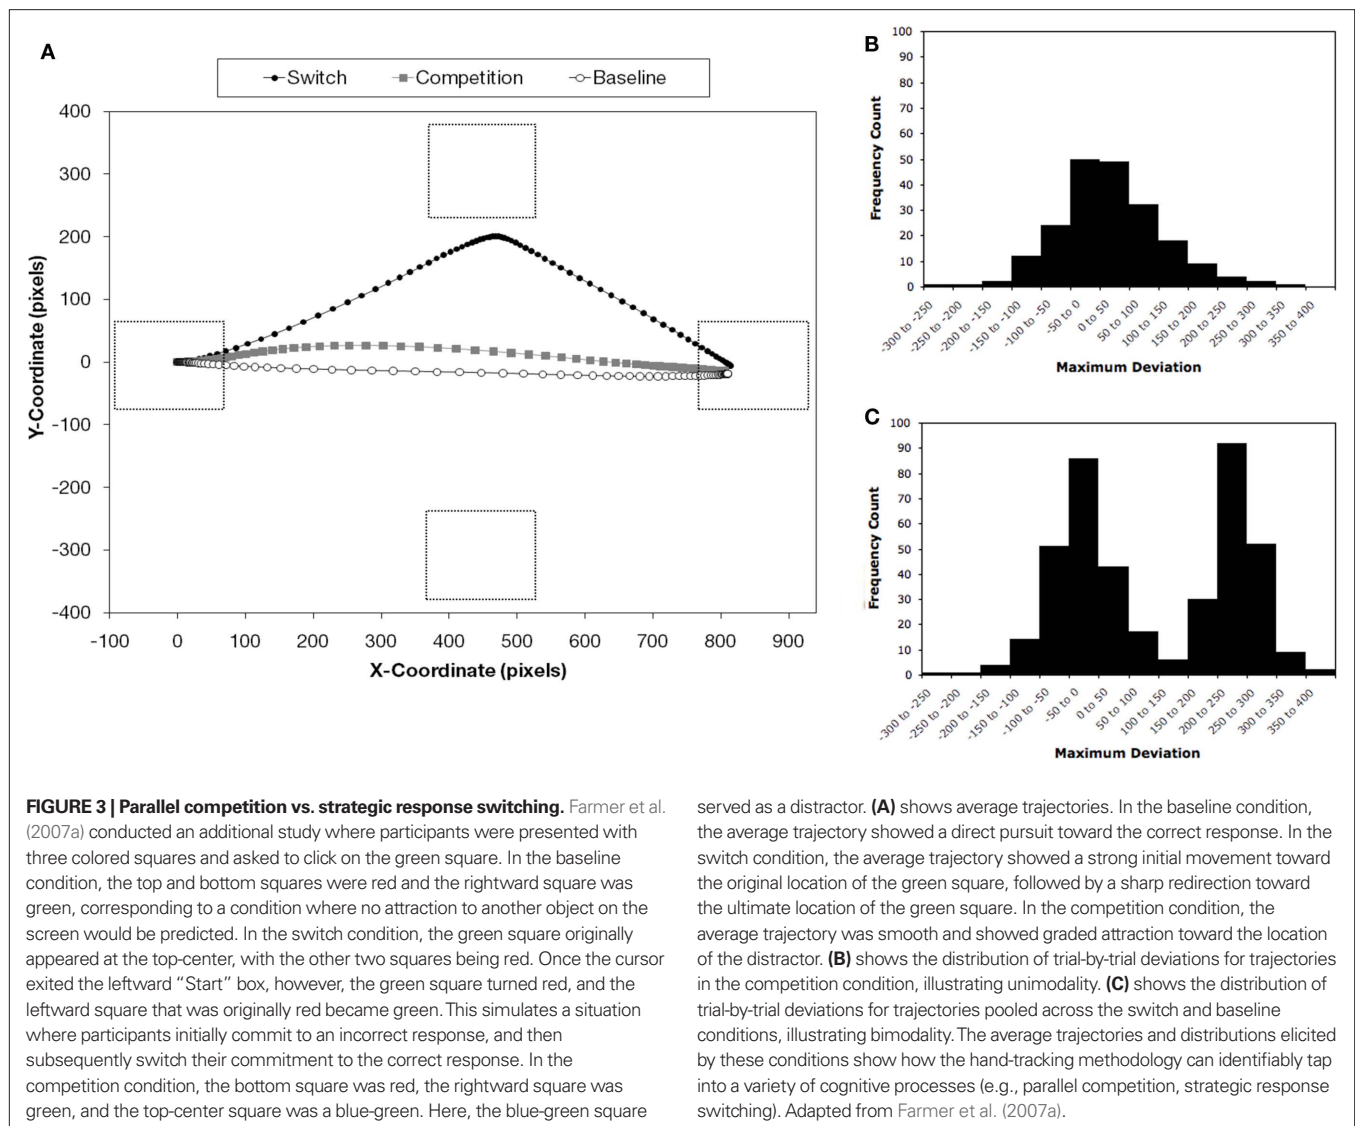 A
Switch Competition Baseline
400
300
200
100
0
-100
-200
-300
-400
Y-Coordinate (pixels)
-100 0 100 200 300 400 500 600 700 800 900
X-Coordinate (pixels)
B
100
90
80
70
60
50
40
30
20
10
0
Frequency Count
-300 to -250
-250 to -200
-200 to -150
-150 to -100
-100 to -50
-50 to 0
0 to 50
50 to 100
100 to 150
150 to 200
200 to 250
250 to 300
300 to 350
350 to 400
Maximum Deviation
C
100
90
80
70
60
50
40
30
20
10
0
Frequency Count
-300 to -250
-250 to -200
-200 to -150
-150 to -100
-100 to -50
-50 to 0
0 to 50
50 to 100
100 to 150
150 to 200
200 to 250
250 to 300
300 to 350
350 to 400
Maximum Deviation
FIGURE 3 | Parallel competition vs. strategic response switching. Farmer et al.
(2007a) conducted an additional study where participants were presented with
three colored squares and asked to click on the green square. In the baseline
condition, the top and bottom squares were red and the rightward square was
green, corresponding to a condition where no attraction to another object on the
screen would be predicted. In the switch condition, the green square originally
appeared at the top-center, with the other two squares being red. Once the cursor
exited the leftward “Start” box, however, the green square turned red, and the
leftward square that was originally red became green. This simulates a situation
where participants initially commit to an incorrect response, and then
subsequently switch their commitment to the correct response. In the
competition condition, the bottom square was red, the rightward square was
green, and the top-center square was a blue-green. Here, the blue-green square
served as a distractor. (A) shows average trajectories. In the baseline condition,
the average trajectory showed a direct pursuit toward the correct response. In the
switch condition, the average trajectory showed a strong initial movement toward
the original location of the green square, followed by a sharp redirection toward
the ultimate location of the green square. In the competition condition, the
average trajectory was smooth and showed graded attraction toward the location
of the distractor. (B) shows the distribution of trial-by-trial deviations for trajectories
in the competition condition, illustrating unimodality. (C) shows the distribution of
trial-by-trial deviations for trajectories pooled across the switch and baseline
conditions, illustrating bimodality. The average trajectories and distributions elicited
by these conditions show how the hand-tracking methodology can identifiably tap
into a variety of cognitive processes (e.g., parallel competition, strategic response
switching). Adapted from Farmer et al. (2007a).